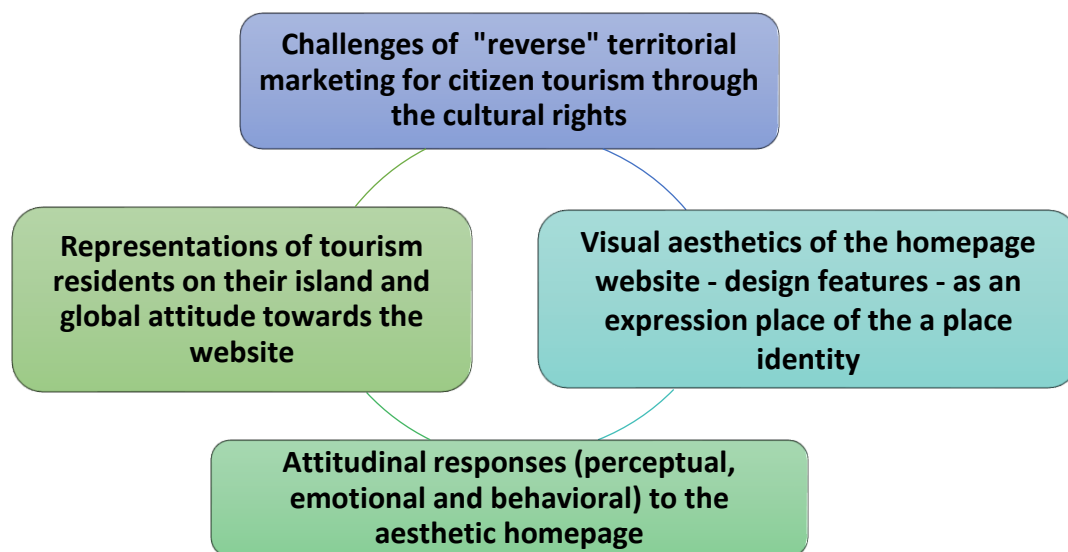 Challenges of "reverse" territorial
marketing for citizen tourism through
the cultural rights
Representations of tourism
residents on their island and
global attitude towards the
website
Visual aesthetics of the homepage
website - design features - as an
expression place of the a place
identity
Attitudinal responses (perceptual,
emotional and behavioral) to the
aesthetic homepage